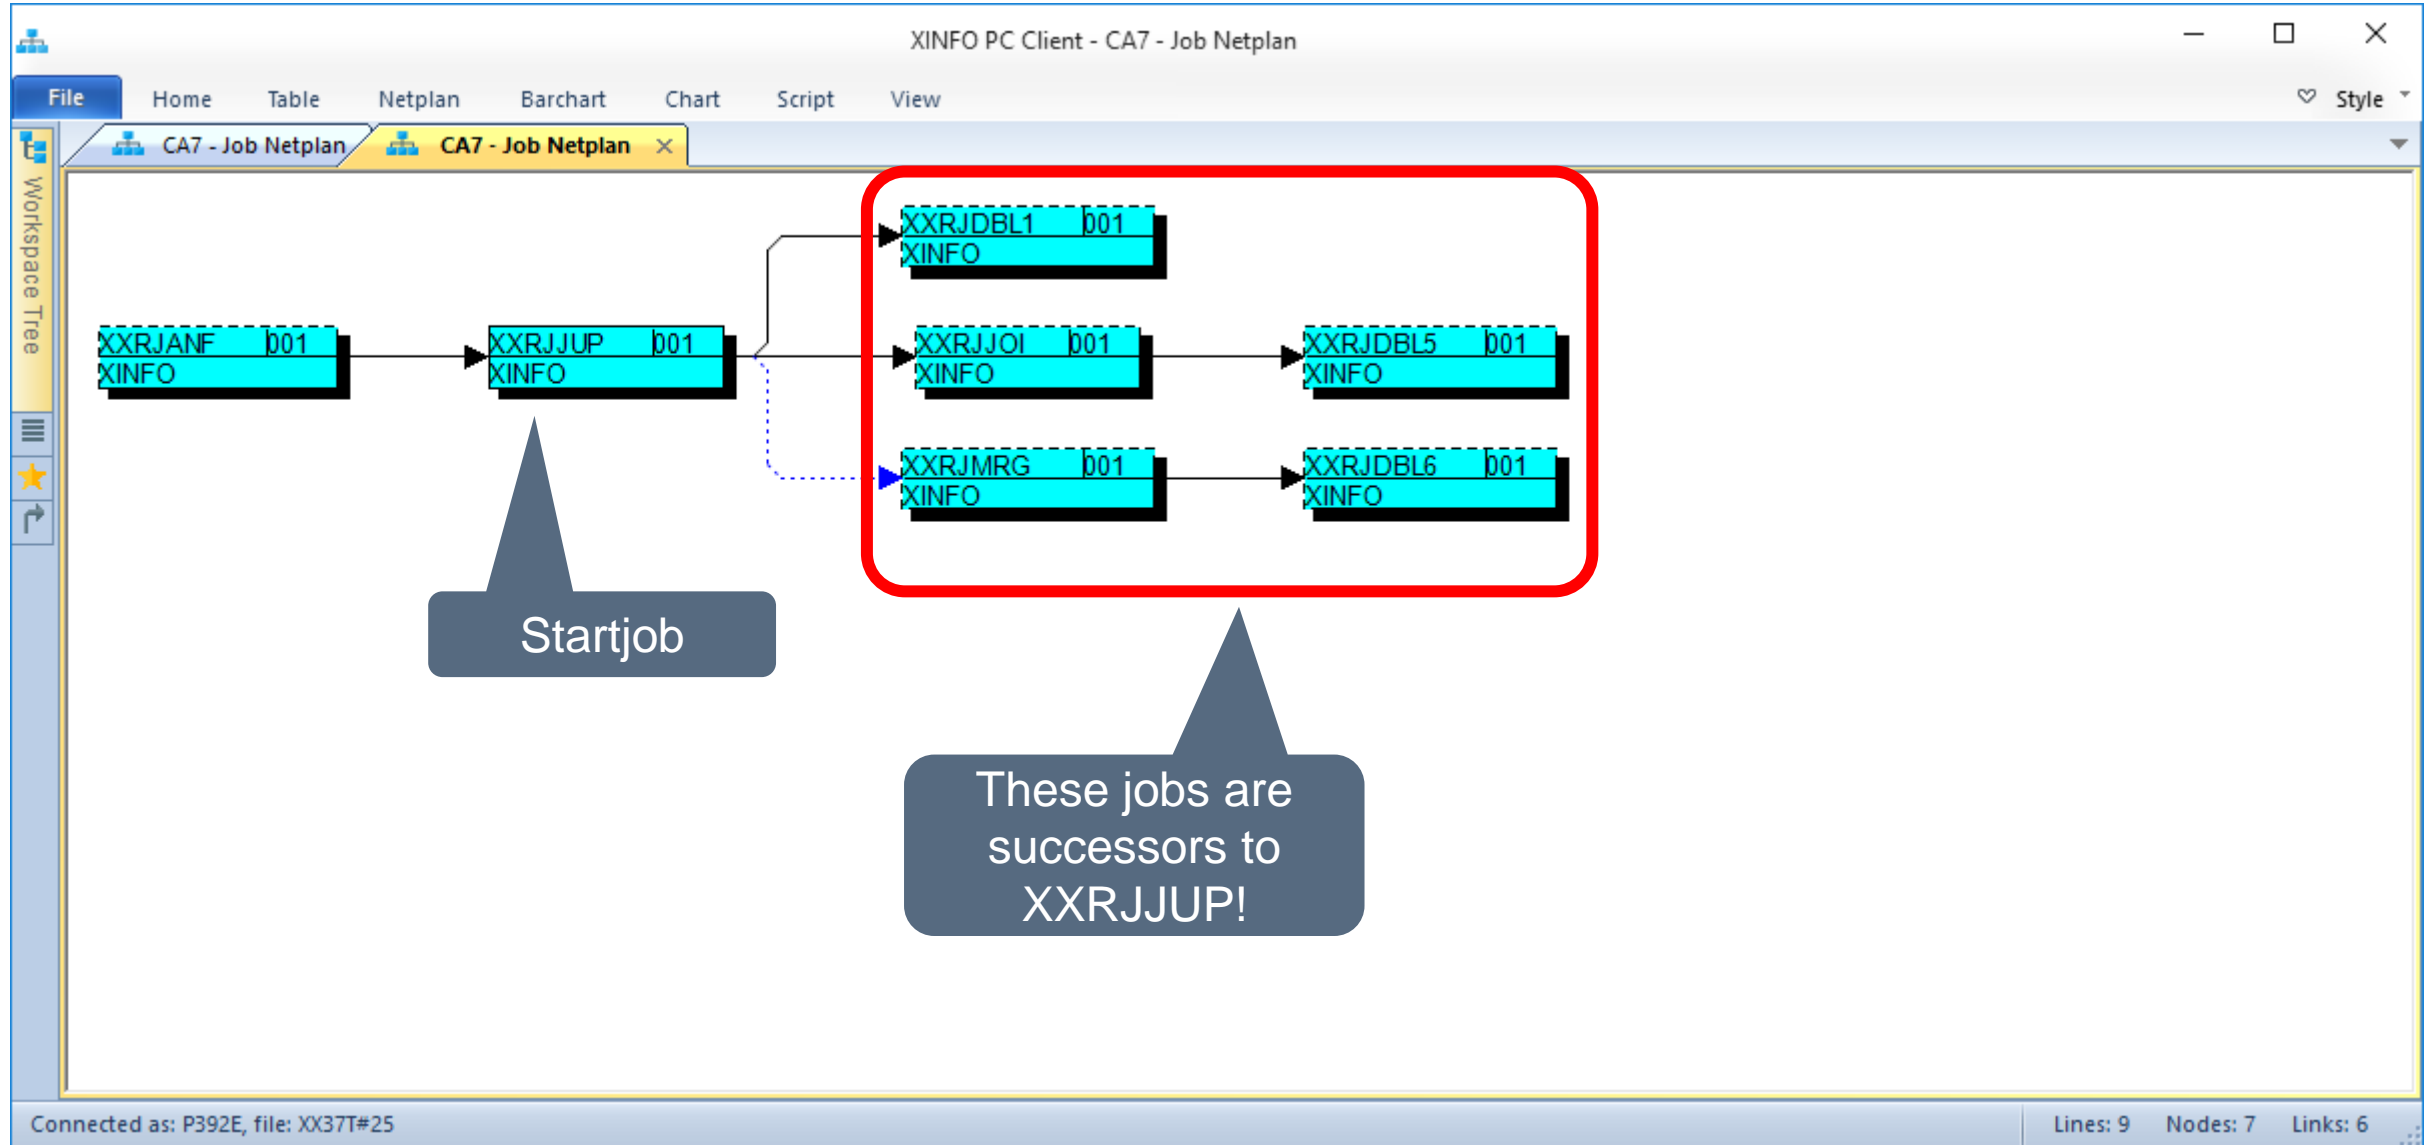 XINFO PC Client - CA7 - Job Netplan
File Home Table Netplan Barchart Chart Script View Style
CA7 - Job Netplan CA7 - Job Netplan
Workspace Tree
XXRJDBL1 001
XINFO
XXRJANF 001 XXRJJUP 001 XXRJJOI 001 XXRJDBL5 001
XINFO XINFO XINFO XINFO
XXRJMRG 001 XXRJDBL6 001
XINFO XINFO
Startjob
These jobs are
successors to
XXRJJUP!
Connected as: P392E, file: XX37T#25 Lines: 9 Nodes: 7 Links: 6